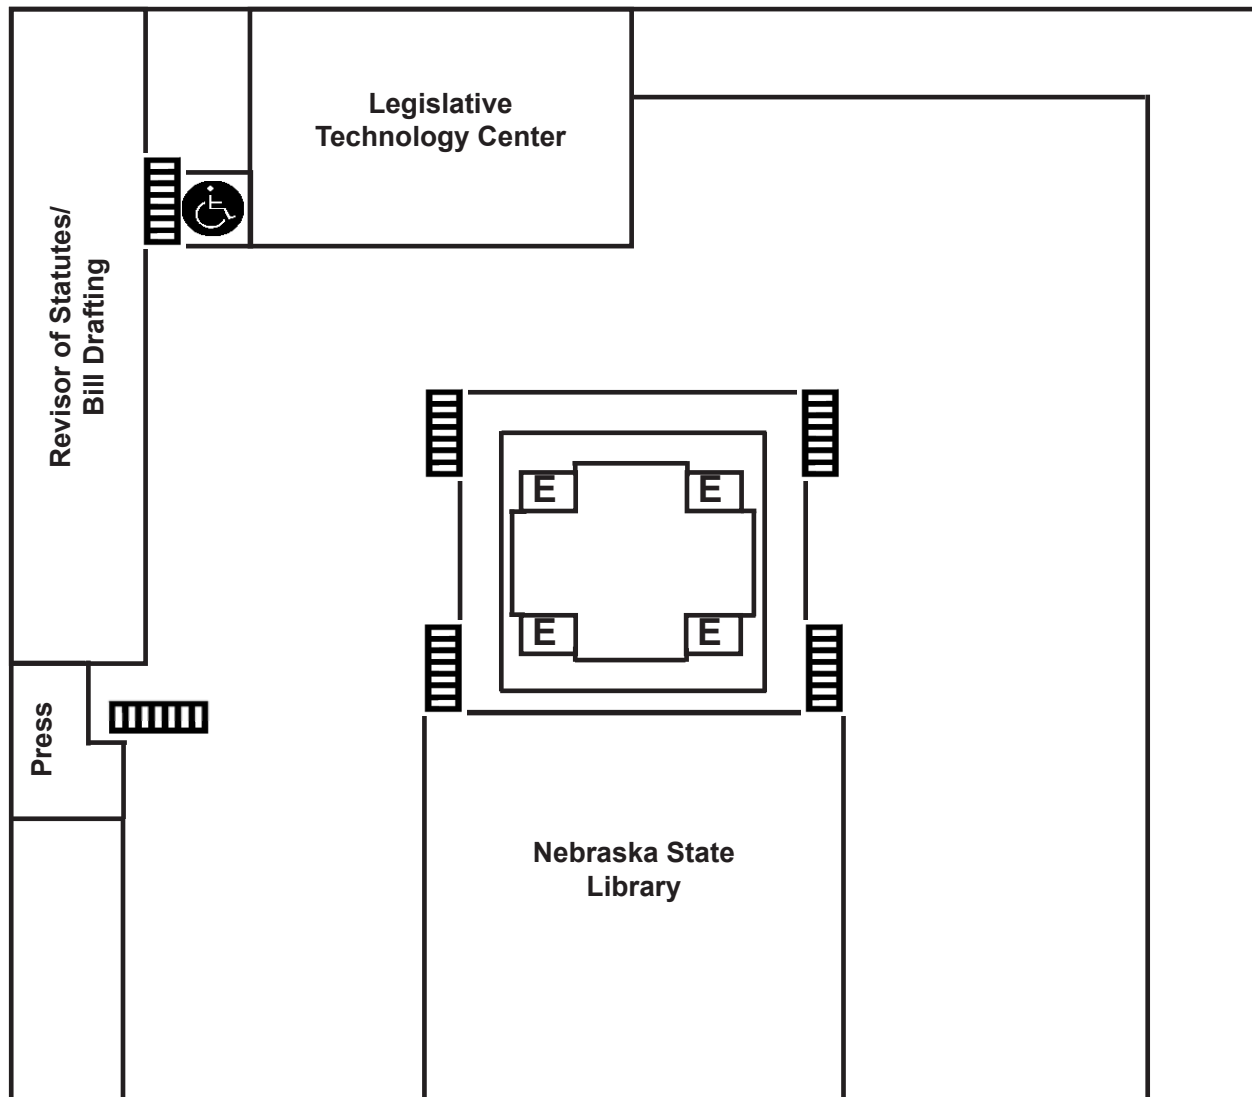 Legislative
Technology Center
Revisor of Statutes/
Bill Drafting
E
E
E
E
Press
Nebraska State
Library